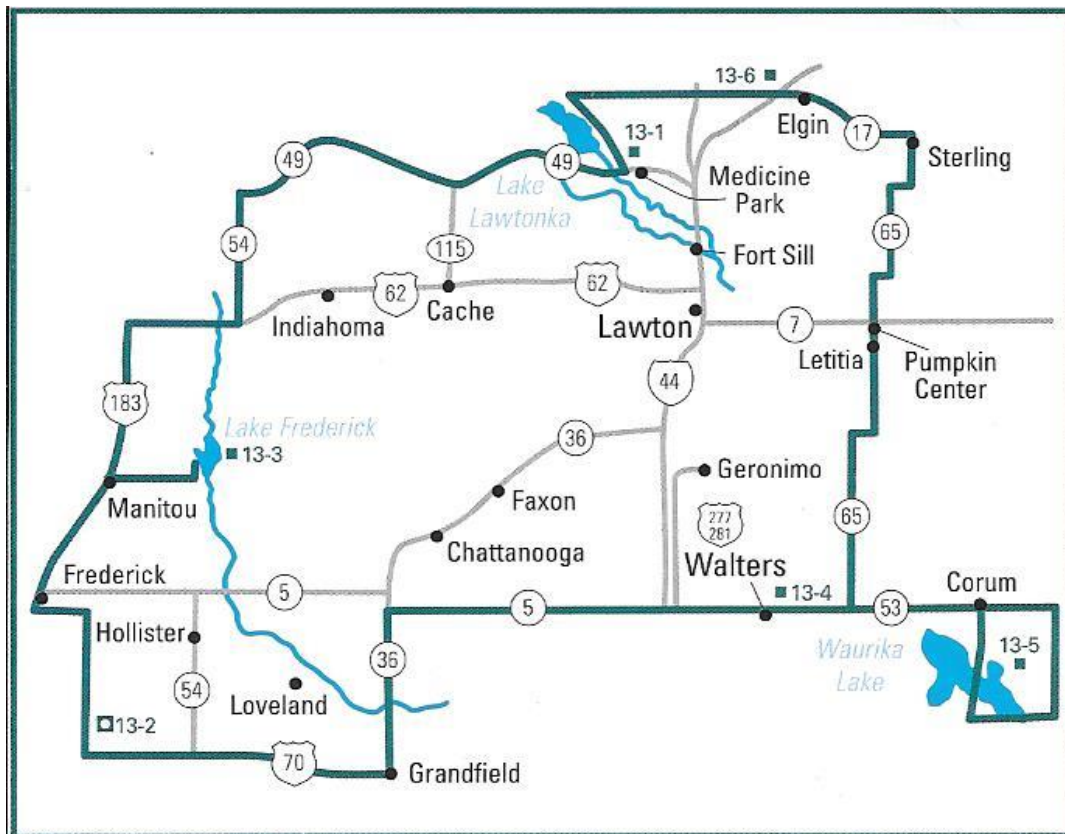 13-6
Elgin
17
Sterling
13-1
49
49
Lake
Lawtonka
Medicine
Park
54
115
65
Fort Sill
62
62
Indiahoma
Cache
Lawton
7
Letitia
Pumpkin
Center
44
183
Lake Frederick
13-3
36
Geronimo
Manitou
Faxon
277
281
65
Chattanooga
Walters
Frederick
5
13-4
Corum
5
53
Hollister
36
Waurika
Lake
13-5
54
Loveland
13-2
70
Grandfield